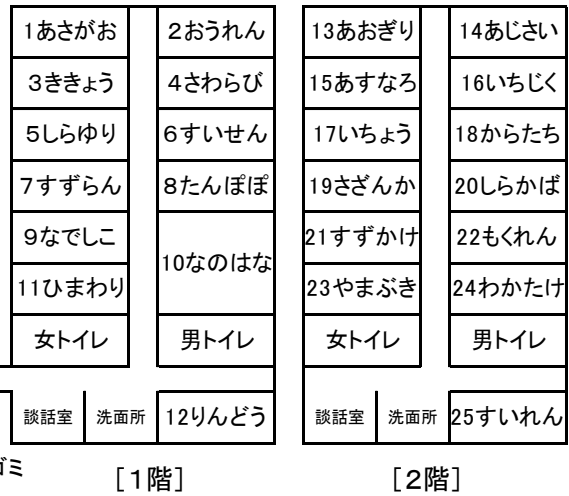 1あさがお 2おうれん 13あおぎり 14あじさい
3ききょう 4さわらび 15あすなろ 16いちじく
5しらゆり 6すいせん 17いちょう 18からたち
7すずらん 8たんぽぽ 19さざんか 20しらかば
9なでしこ 21すずかけ 22もくれん
10なのはな
11ひまわり 23やまぶき 24わかたけ
女トイレ 男トイレ 女トイレ 男トイレ
談話室 洗面所 12りんどう 談話室 洗面所 25すいれん
ゴミ
[1階] [2階]